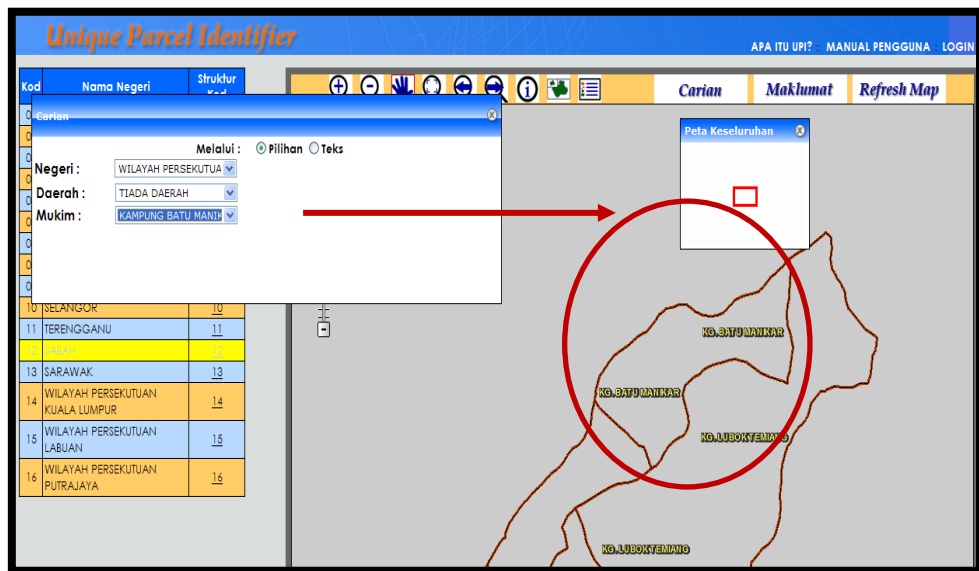 Unique Parcel Identifier
APA ITU UPI? : MANUAL PENGGUNA : LOGIN
Kod Nama Negeri Struktur Kod
Carian Maklumat Refresh Map
Carian
Melalui : Pilihan Teks
Negeri : WILAYAH PERSEKUTUA
Daerah : TIADA DAERAH
Mukim : KAMPUNG BATU MANIK
10 SELANGOR 10
11 TERENGGANU 11
12 SABAH 12
13 SARAWAK 13
14 WILAYAH PERSEKUTUAN KUALA LUMPUR 14
15 WILAYAH PERSEKUTUAN LABUAN 15
16 WILAYAH PERSEKUTUAN PUTRAJAYA 16
Peta Keseluruhan
KG. BATU MANIKAR
KG. BATU MANIKAR
KG. LUBOK TEMIANG
KG. LUBOK TEMIANG